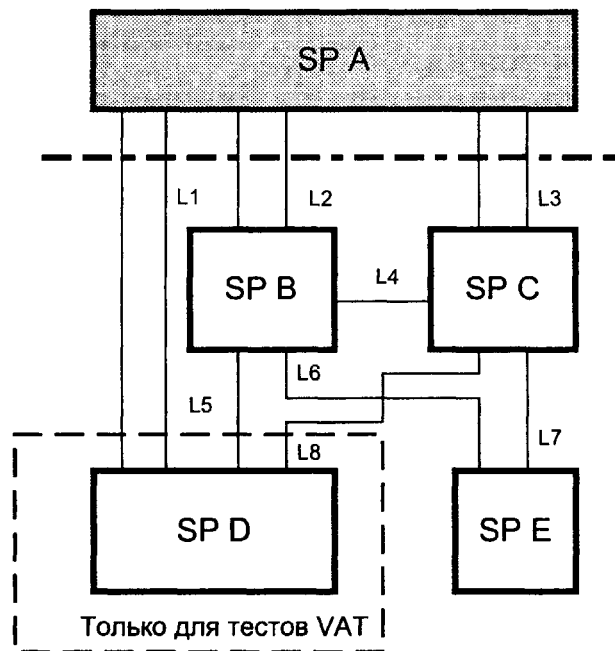 SP A
L1
L2
L3
SP B
L4
SP C
L6
L5
L8
L7
SP D
SP E
Только для тестов VAT